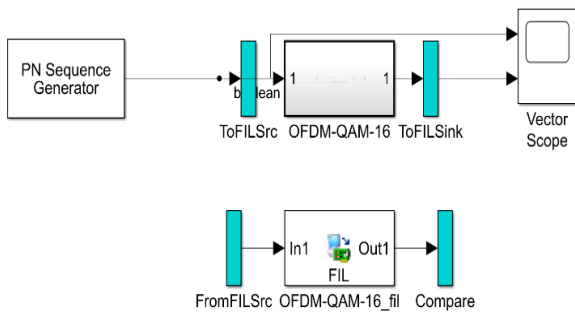 PN Sequence
Generator
boolean
ToFILSrc
1
1
OFDM-QAM-16
ToFILSink
Vector
Scope
FromFILSrc
In1
Out1
FIL
OFDM-QAM-16_fil
Compare